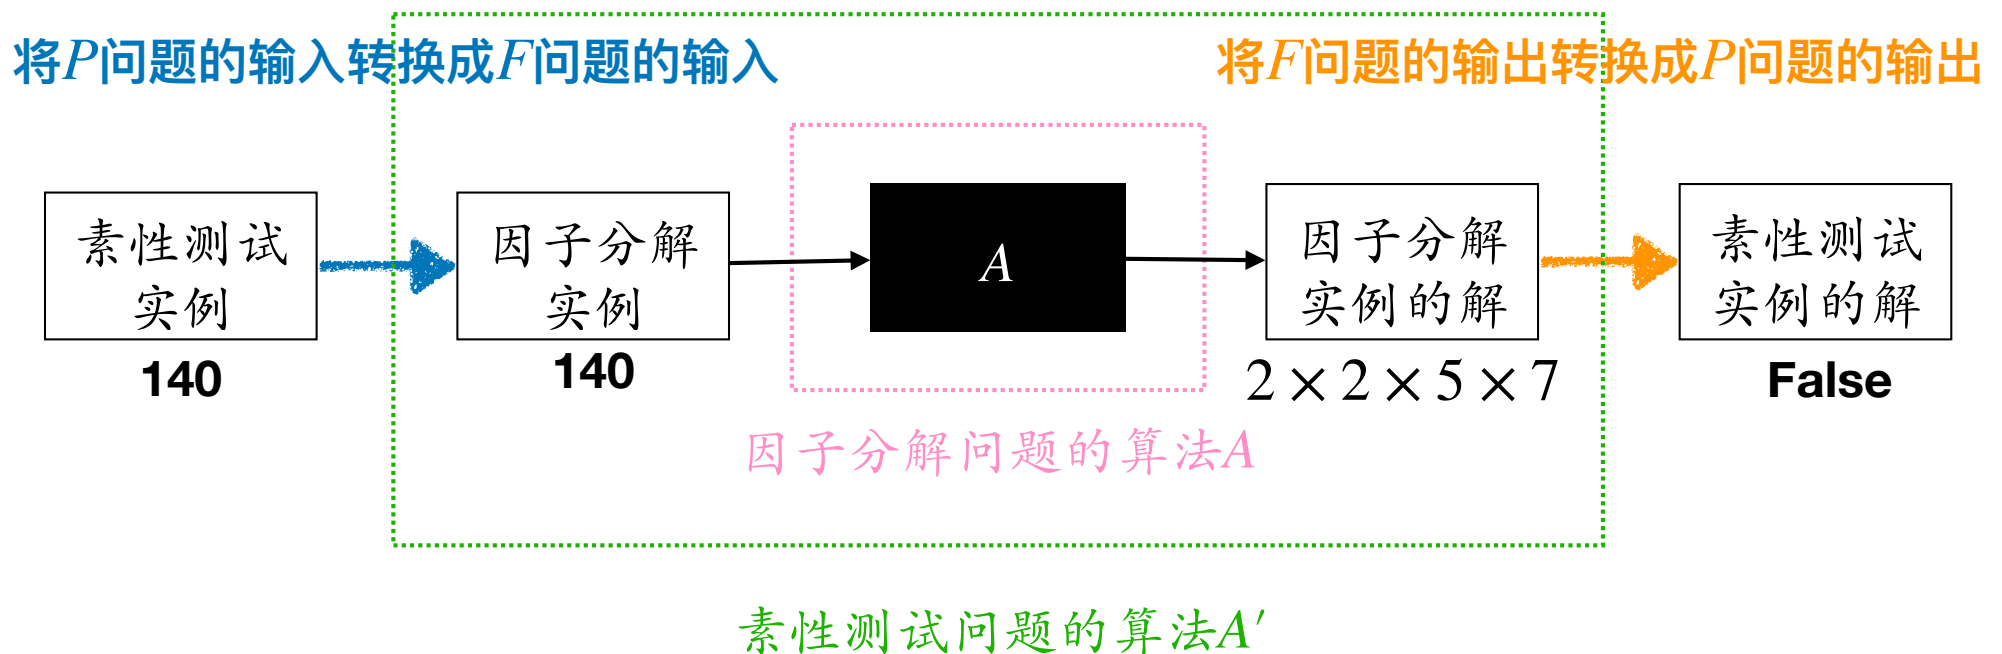 将P问题的输入转换成F问题的输入
将F问题的输出转换成P问题的输出
素性测试
实例
140
因子分解
实例
140
A
因子分解
实例的解
2 × 2 × 5 × 7
素性测试
实例的解
False
因子分解问题的算法A
素性测试问题的算法A′